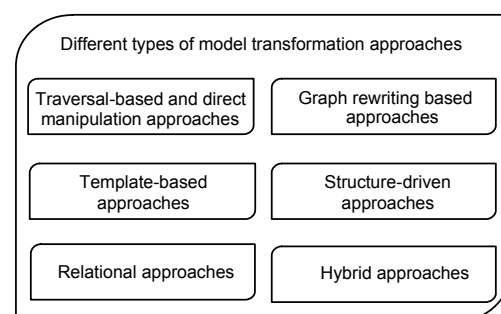 Different types of model transformation approaches
Traversal-based and direct
manipulation approaches
Graph rewriting based
approaches
Template-based
approaches
Structure-driven
approaches
Relational approaches
Hybrid approaches